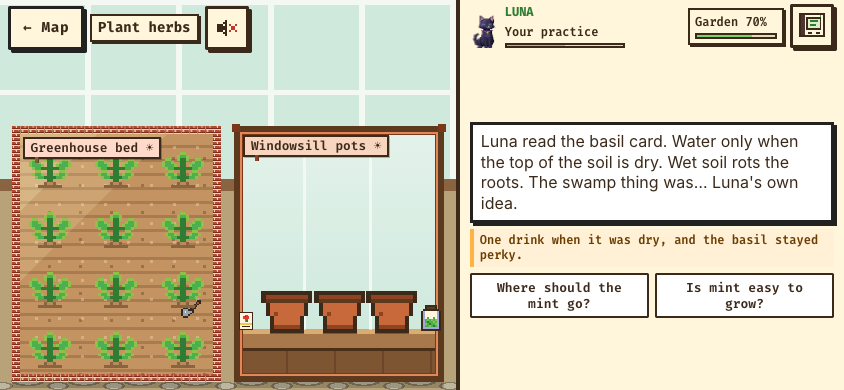 ← Map
Plant herbs
LUNA
Your practice
Garden 70%
Greenhouse bed ☀
Windowsill pots ☀
Luna read the basil card. Water only when
the top of the soil is dry. Wet soil rots the
roots. The swamp thing was... Luna's own
idea.
One drink when it was dry, and the basil stayed
perky.
Where should the
mint go?
Is mint easy to
grow?